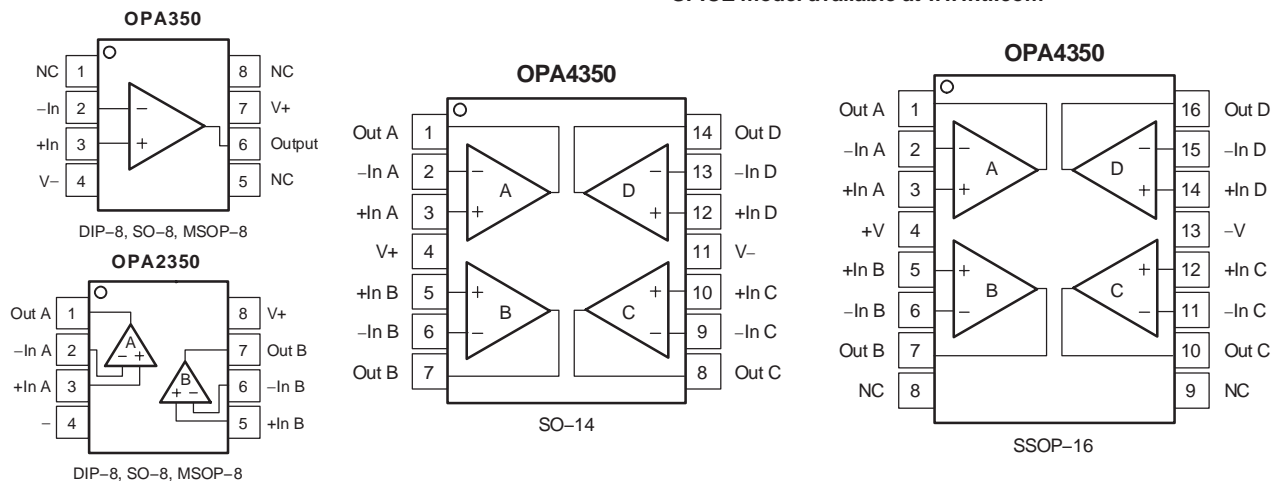 OPA350
NC 1 8 NC
−In 2 − 7 V+
+In 3 + 6 Output
V− 4 5 NC
DIP-8, SO-8, MSOP-8
OPA2350
Out A 1 8 V+
−In A 2 A − + 7 Out B
+In A 3 B + − 6 −In B
− 4 5 +In B
DIP−8, SO−8, MSOP−8
OPA4350
Out A 1 14 Out D
−In A 2 − A D − 13 −In D
+In A 3 + + 12 +In D
V+ 4 11 V−
+In B 5 + + 10 +In C
−In B 6 − B C − 9 −In C
Out B 7 8 Out C
SO−14
OPA4350
Out A 1 16 Out D
−In A 2 − − 15 −In D
+In A 3 + A D + 14 +In D
+V 4 13 −V
+In B 5 + + 12 +In C
−In B 6 − B C − 11 −In C
Out B 7 10 Out C
NC 8 9 NC
SSOP−16